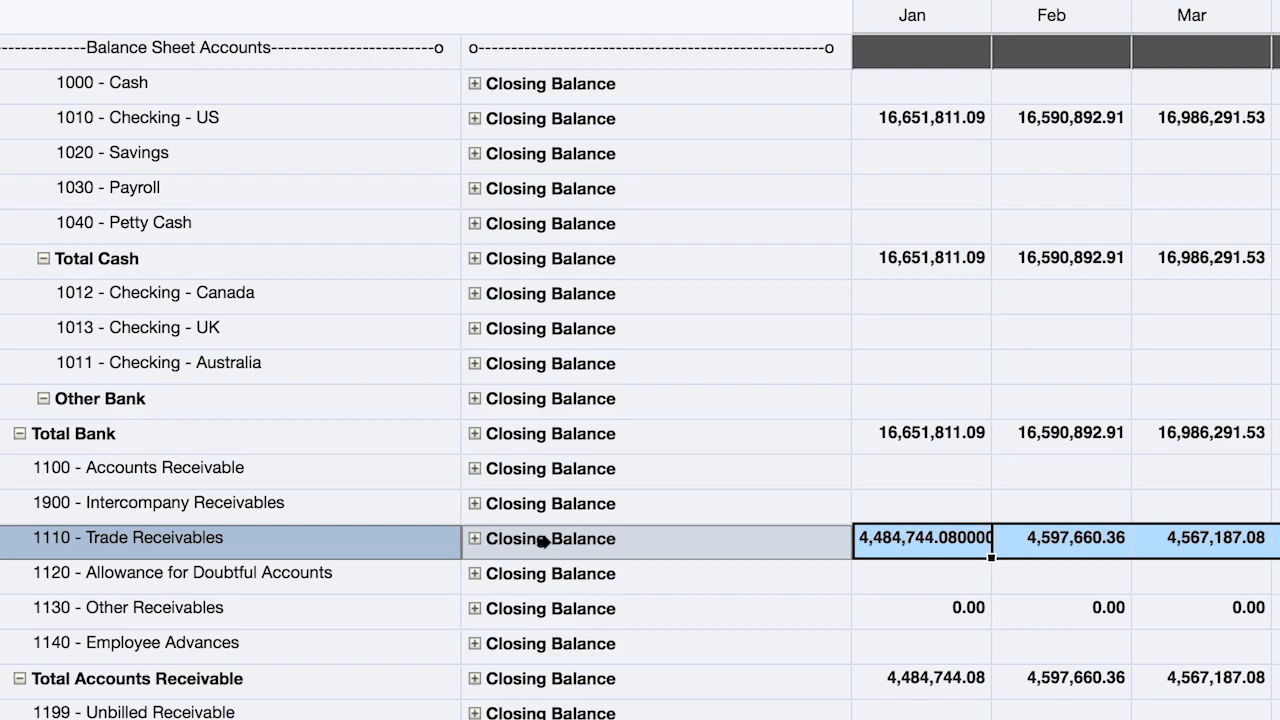 Jan Feb Mar
-------------Balance Sheet Accounts------------------------o o----------------------------------------------------o
1000 - Cash Closing Balance
1010 - Checking - US Closing Balance 16,651,811.09 16,590,892.91 16,986,291.53
1020 - Savings Closing Balance
1030 - Payroll Closing Balance
1040 - Petty Cash Closing Balance
Total Cash Closing Balance 16,651,811.09 16,590,892.91 16,986,291.53
1012 - Checking - Canada Closing Balance
1013 - Checking - UK Closing Balance
1011 - Checking - Australia Closing Balance
Other Bank Closing Balance
Total Bank Closing Balance 16,651,811.09 16,590,892.91 16,986,291.53
1100 - Accounts Receivable Closing Balance
1900 - Intercompany Receivables Closing Balance
1110 - Trade Receivables Closing Balance 4,484,744.080000 4,597,660.36 4,567,187.08
1120 - Allowance for Doubtful Accounts Closing Balance
1130 - Other Receivables Closing Balance 0.00 0.00 0.00
1140 - Employee Advances Closing Balance
Total Accounts Receivable Closing Balance 4,484,744.08 4,597,660.36 4,567,187.08
1199 - Unbilled Receivable Closing Balance